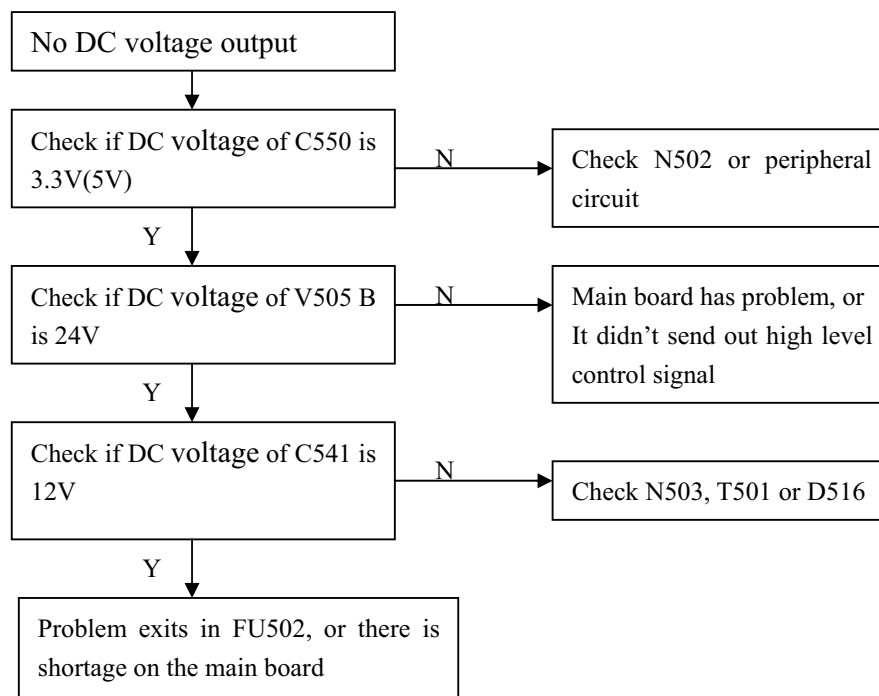 No DC voltage output
Check if DC voltage of C550 is
3.3V(5V)
N
Check N502 or peripheral
circuit
Y
Check if DC voltage of V505 B
is 24V
N
Main board has problem, or
It didn’t send out high level
control signal
Y
Check if DC voltage of C541 is
12V
N
Check N503, T501 or D516
Y
Problem exits in FU502, or there is
shortage on the main board